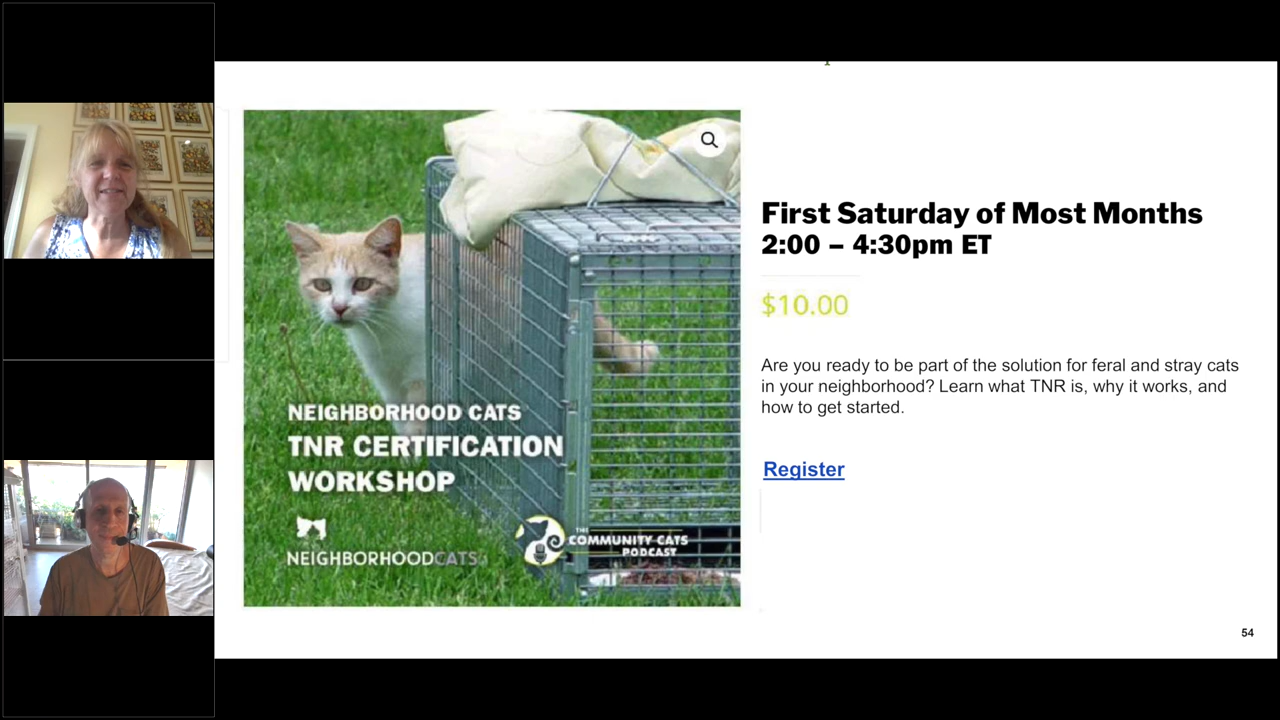 NEIGHBORHOOD CATS
TNR CERTIFICATION
WORKSHOP
NEIGHBORHOODCATS
THE
COMMUNITY CATS
PODCAST
First Saturday of Most Months
2:00 – 4:30pm ET
$10.00
Are you ready to be part of the solution for feral and stray cats
in your neighborhood? Learn what TNR is, why it works, and
how to get started.
Register
54